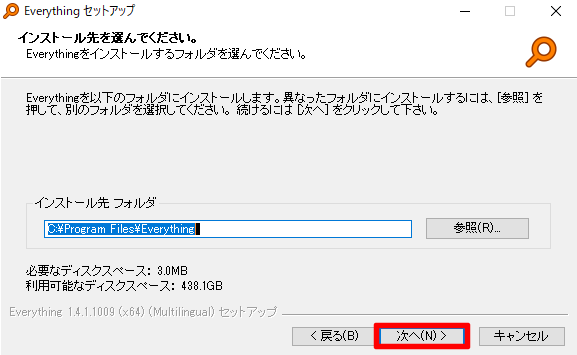 Everything セットアップ
インストール先を選んでください。
Everythingをインストールするフォルダを選んでください。
Everythingを以下のフォルダにインストールします。異なったフォルダにインストールするには、[参照] を
押して、別のフォルダを選択してください。続けるには [次へ] をクリックして下さい。
インストール先 フォルダ
C:¥Program Files¥Everything
参照(R)...
必要なディスクスペース: 3.0MB
利用可能なディスクスペース: 438.1GB
Everything 1.4.1.1009 (x64) (Multilingual) セットアップ
< 戻る(B)
次へ(N) >
キャンセル